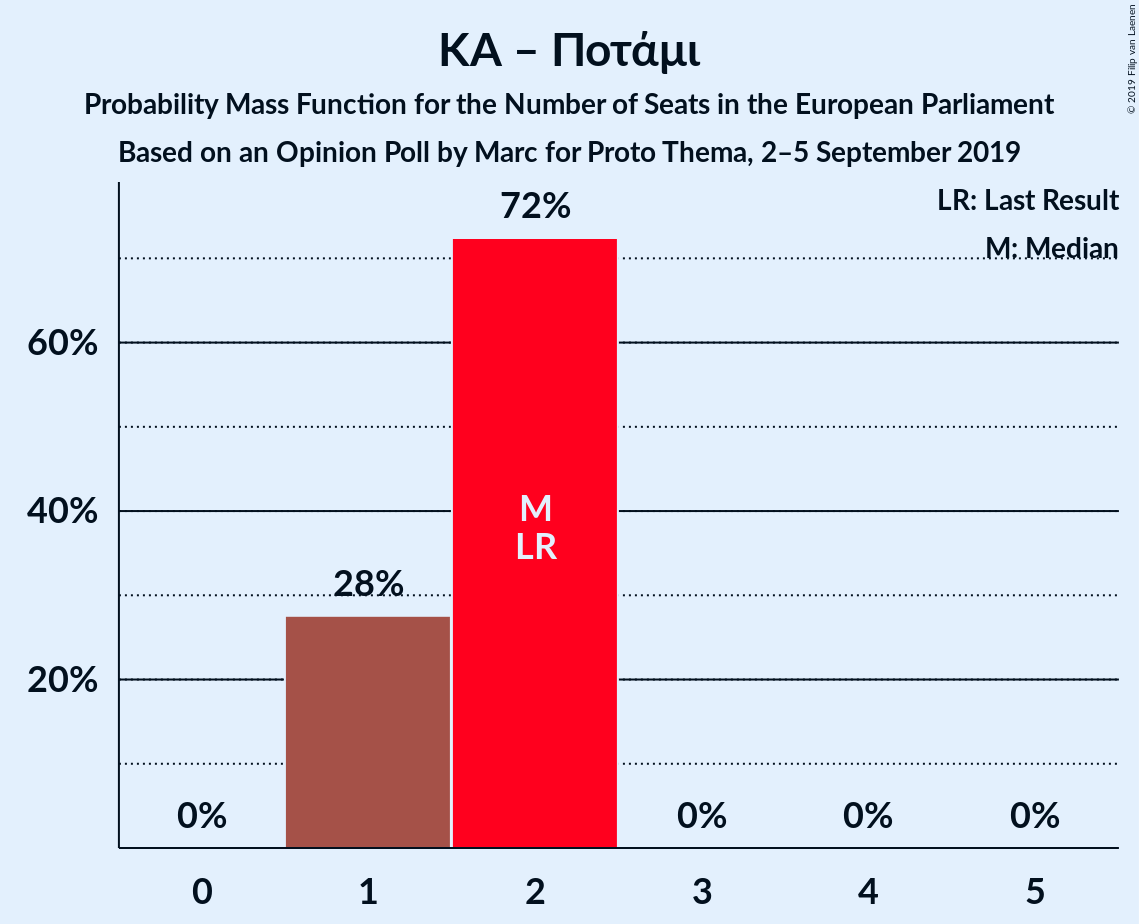 ΚΑ – Ποτάμι
Probability Mass Function for the Number of Seats in the European Parliament
Based on an Opinion Poll by Marc for Proto Thema, 2–5 September 2019
© 2019 Filip van Laenen
LR: Last Result
M: Median
72%
60%
40%
20%
M
LR
28%
0%
0%
0%
0%
0
1
2
3
4
5